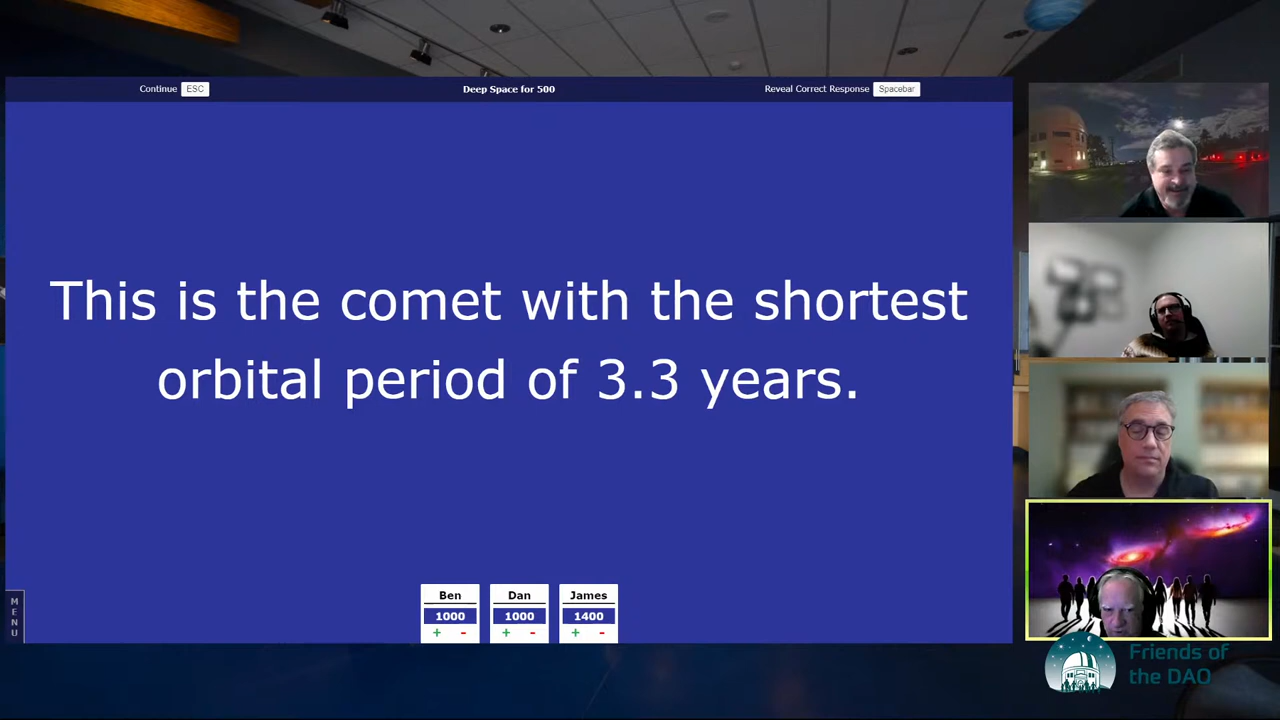 Continue ESC
Deep Space for 500
Reveal Correct Response Spacebar
This is the comet with the shortest
orbital period of 3.3 years.
MENU
Ben
1000
+ -
Dan
1000
+ -
James
1400
+ -
Friends of
the DAO